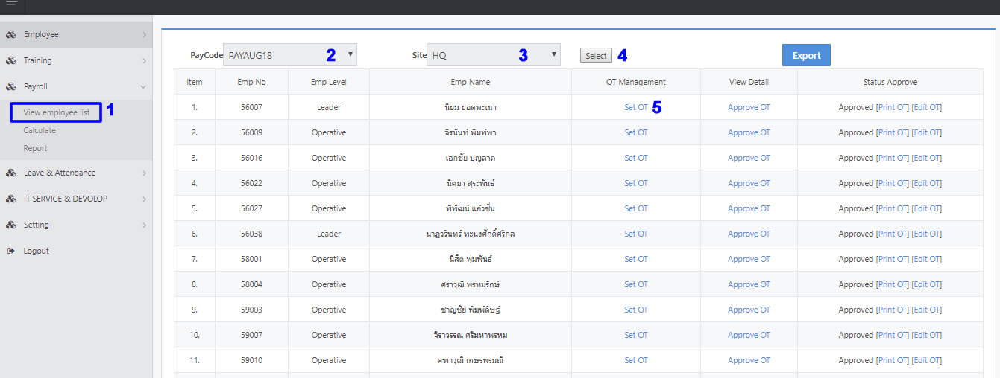 Employee
Training
Payroll
View employee list 1
Calculate
Report
Leave & Attendance
IT SERVICE & DEVOLOP
Setting
Logout
PayCode PAYAUG18 2 Site HQ 3 Select 4 Export
Item Emp No Emp Level Emp Name OT Management View Detail Status Approve
1. 56007 Leader นิยม ยอดพะเนา Set OT 5 Approve OT Approved [Print OT] [Edit OT]
2. 56009 Operative จิรนันท์ พิมพ์พา Set OT Approve OT Approved [Print OT] [Edit OT]
3. 56016 Operative เอกชัย บุญลาภ Set OT Approve OT Approved [Print OT] [Edit OT]
4. 56022 Operative นิตยา สุระพันธ์ Set OT Approve OT Approved [Print OT] [Edit OT]
5. 56027 Operative พิพัฒน์ แก้วชื่น Set OT Approve OT Approved [Print OT] [Edit OT]
6. 56038 Leader นาฏวรินทร์ ทะนงศักดิ์ศริกุล Set OT Approve OT Approved [Print OT] [Edit OT]
7. 58001 Operative นิสิต พุ่มพันธ์ Set OT Approve OT Approved [Print OT] [Edit OT]
8. 58004 Operative ศราวุฒิ พรหมรักษ์ Set OT Approve OT Approved [Print OT] [Edit OT]
9. 59003 Operative ชาญชัย พิมพ์ดิษฐ์ Set OT Approve OT Approved [Print OT] [Edit OT]
10. 59007 Operative จิราวรรณ ศริมหาพรหม Set OT Approve OT Approved [Print OT] [Edit OT]
11. 59010 Operative คฑาวุฒิ เกษรพรมณิ Set OT Approve OT Approved [Print OT] [Edit OT]